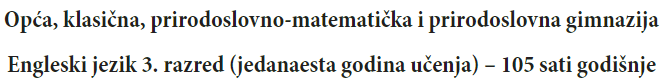 Opća, klasična, prirodoslovno-matematička i prirodoslovna gimnazija
Engleski jezik 3. razred (jedanaesta godina učenja) – 105 sati godišnje